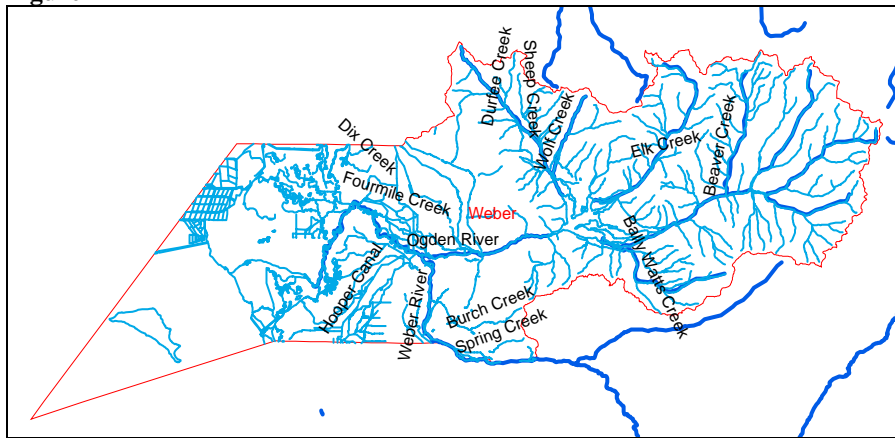 Durfee Creek
Sheep Creek
Wolf Creek
Elk Creek
Beaver Creek
Dix Creek
Fourmile Creek
Weber
Ogden River
Bally Watts Creek
Hooper Canal
Weber River
Burch Creek
Spring Creek